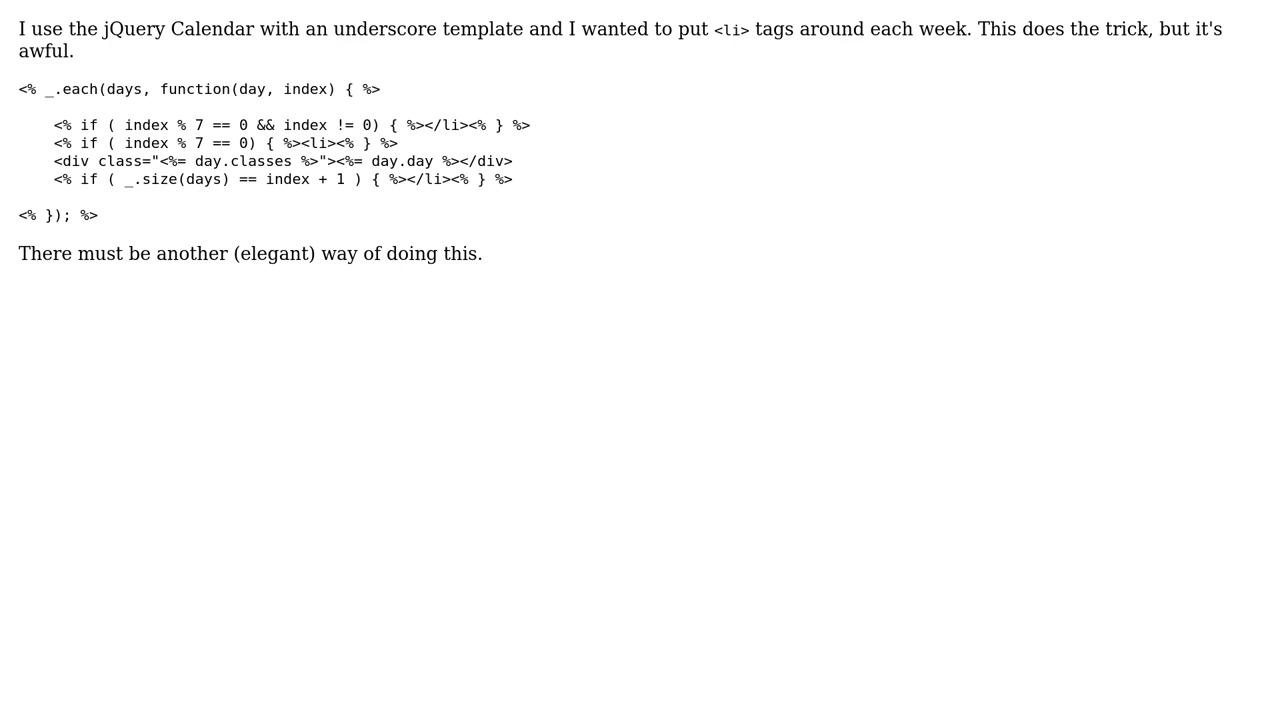 I use the jQuery Calendar with an underscore template and I wanted to put <li> tags around each week. This does the trick, but it's
awful.
<% _.each(days, function(day, index) { %>
    <% if ( index % 7 == 0 && index != 0) { %></li><% } %>
    <% if ( index % 7 == 0) { %><li><% } %>
    <div class="<%= day.classes %>"><%= day.day %></div>
    <% if ( _.size(days) == index + 1 ) { %></li><% } %>
<% }); %>
There must be another (elegant) way of doing this.